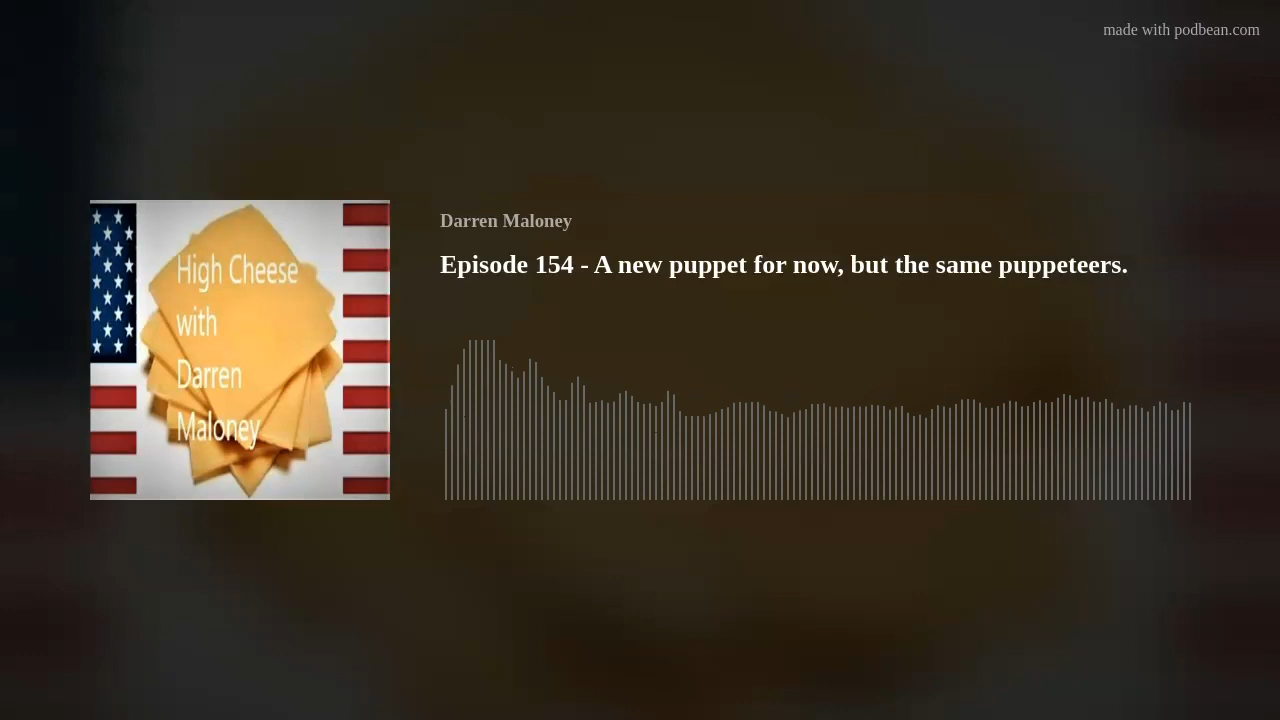 made with podbean.com
High Cheese
with
Darren
Maloney
Darren Maloney
Episode 154 - A new puppet for now, but the same puppeteers.